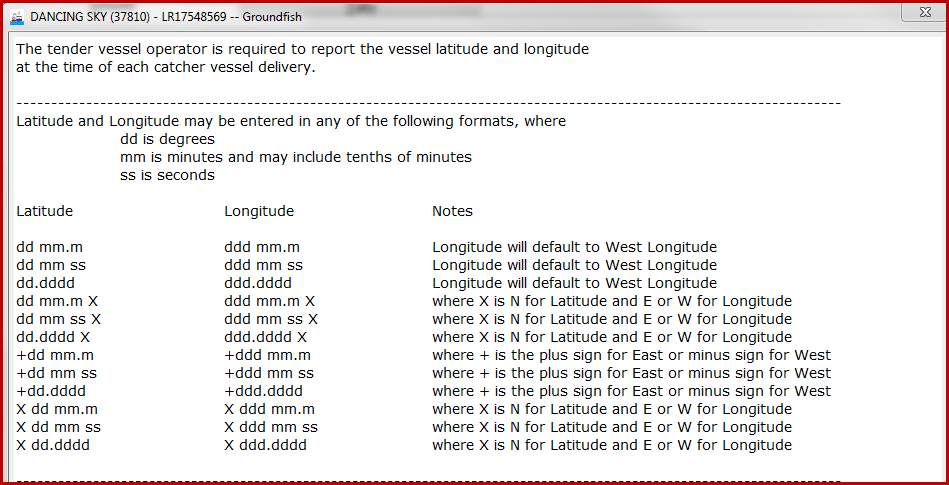 DANCING SKY (37810) - LR17548569 -- Groundfish
The tender vessel operator is required to report the vessel latitude and longitude
at the time of each catcher vessel delivery.
--------------------------------------------------------------------------------------------------------------------
Latitude and Longitude may be entered in any of the following formats, where
dd is degrees
mm is minutes and may include tenths of minutes
ss is seconds
Latitude Longitude Notes
dd mm.m ddd mm.m Longitude will default to West Longitude
dd mm ss ddd mm ss Longitude will default to West Longitude
dd.dddd ddd.dddd Longitude will default to West Longitude
dd mm.m X ddd mm.m X where X is N for Latitude and E or W for Longitude
dd mm ss X ddd mm ss X where X is N for Latitude and E or W for Longitude
dd.dddd X ddd.dddd X where X is N for Latitude and E or W for Longitude
+dd mm.m +ddd mm.m where + is the plus sign for East or minus sign for West
+dd mm ss +ddd mm ss where + is the plus sign for East or minus sign for West
+dd.dddd +ddd.dddd where + is the plus sign for East or minus sign for West
X dd mm.m X ddd mm.m where X is N for Latitude and E or W for Longitude
X dd mm ss X ddd mm ss where X is N for Latitude and E or W for Longitude
X dd.dddd X ddd.dddd where X is N for Latitude and E or W for Longitude
--------------------------------------------------------------------------------------------------------------------